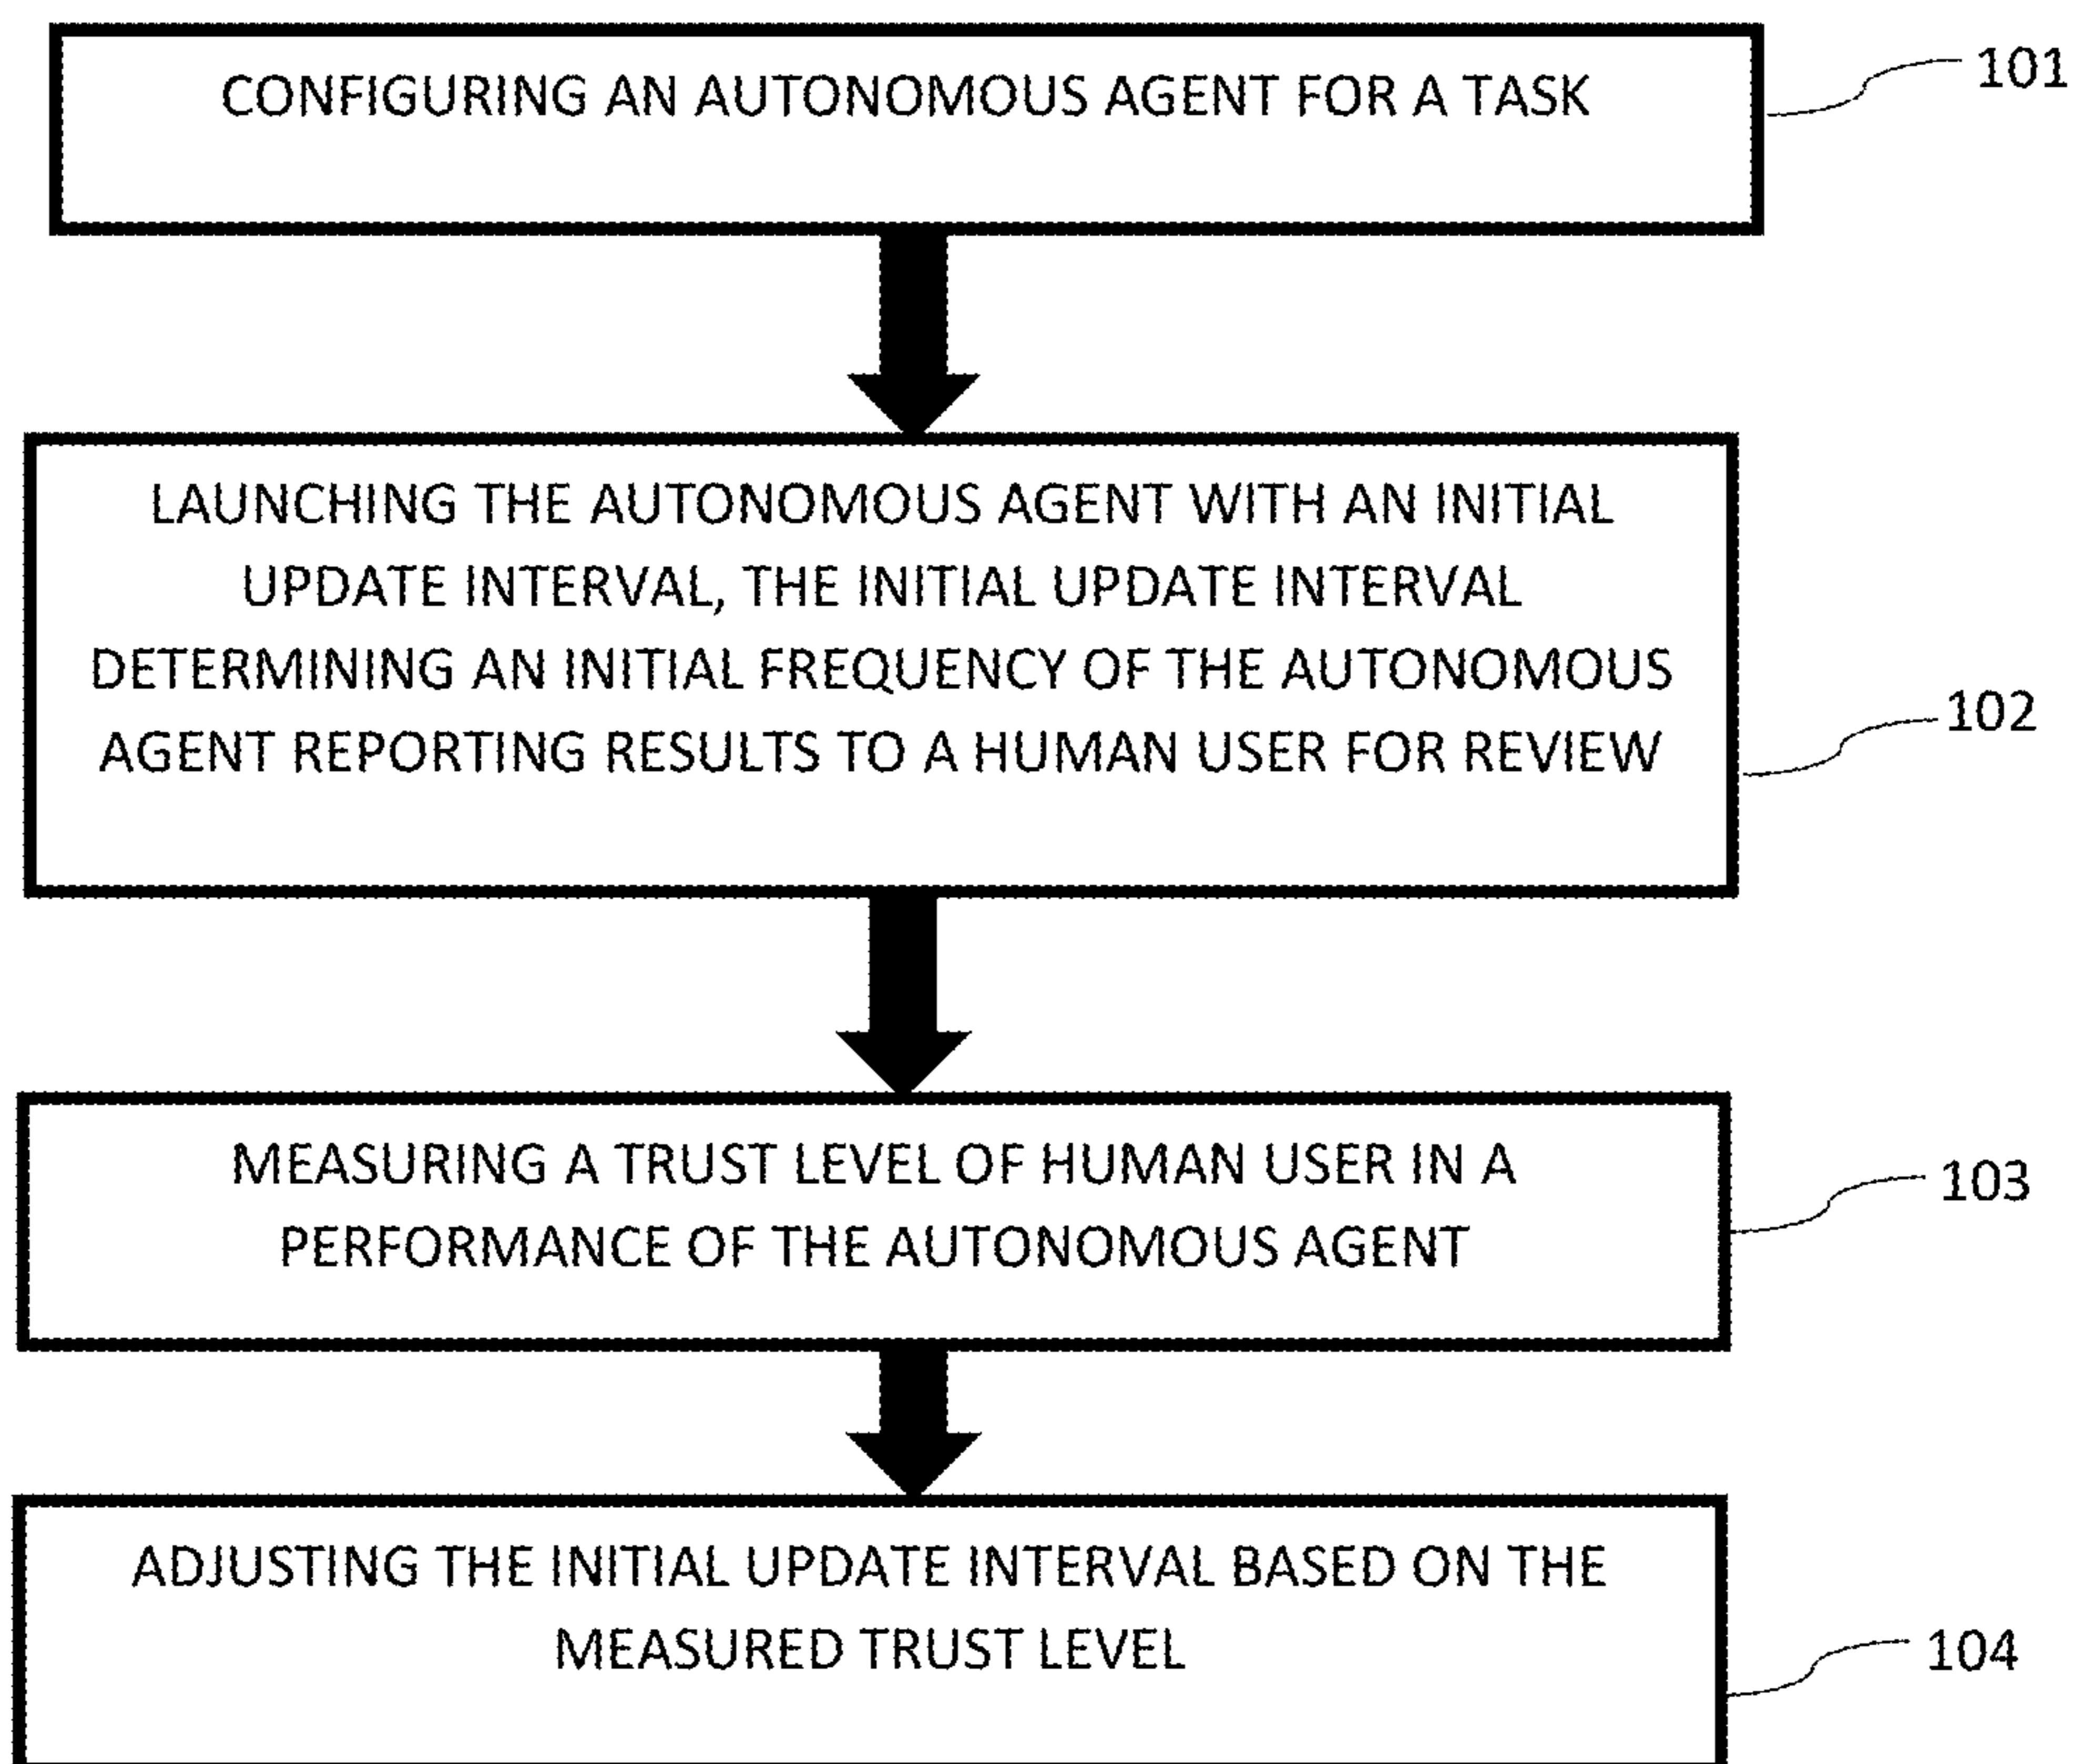 CONFIGURING AN AUTONOMOUS AGENT FOR A TASK
101
LAUNCHING THE AUTONOMOUS AGENT WITH AN INITIAL
UPDATE INTERVAL, THE INITIAL UPDATE INTERVAL
DETERMINING AN INITIAL FREQUENCY OF THE AUTONOMOUS
AGENT REPORTING RESULTS TO A HUMAN USER FOR REVIEW
102
MEASURING A TRUST LEVEL OF HUMAN USER IN A
PERFORMANCE OF THE AUTONOMOUS AGENT
103
ADJUSTING THE INITIAL UPDATE INTERVAL BASED ON THE
MEASURED TRUST LEVEL
104